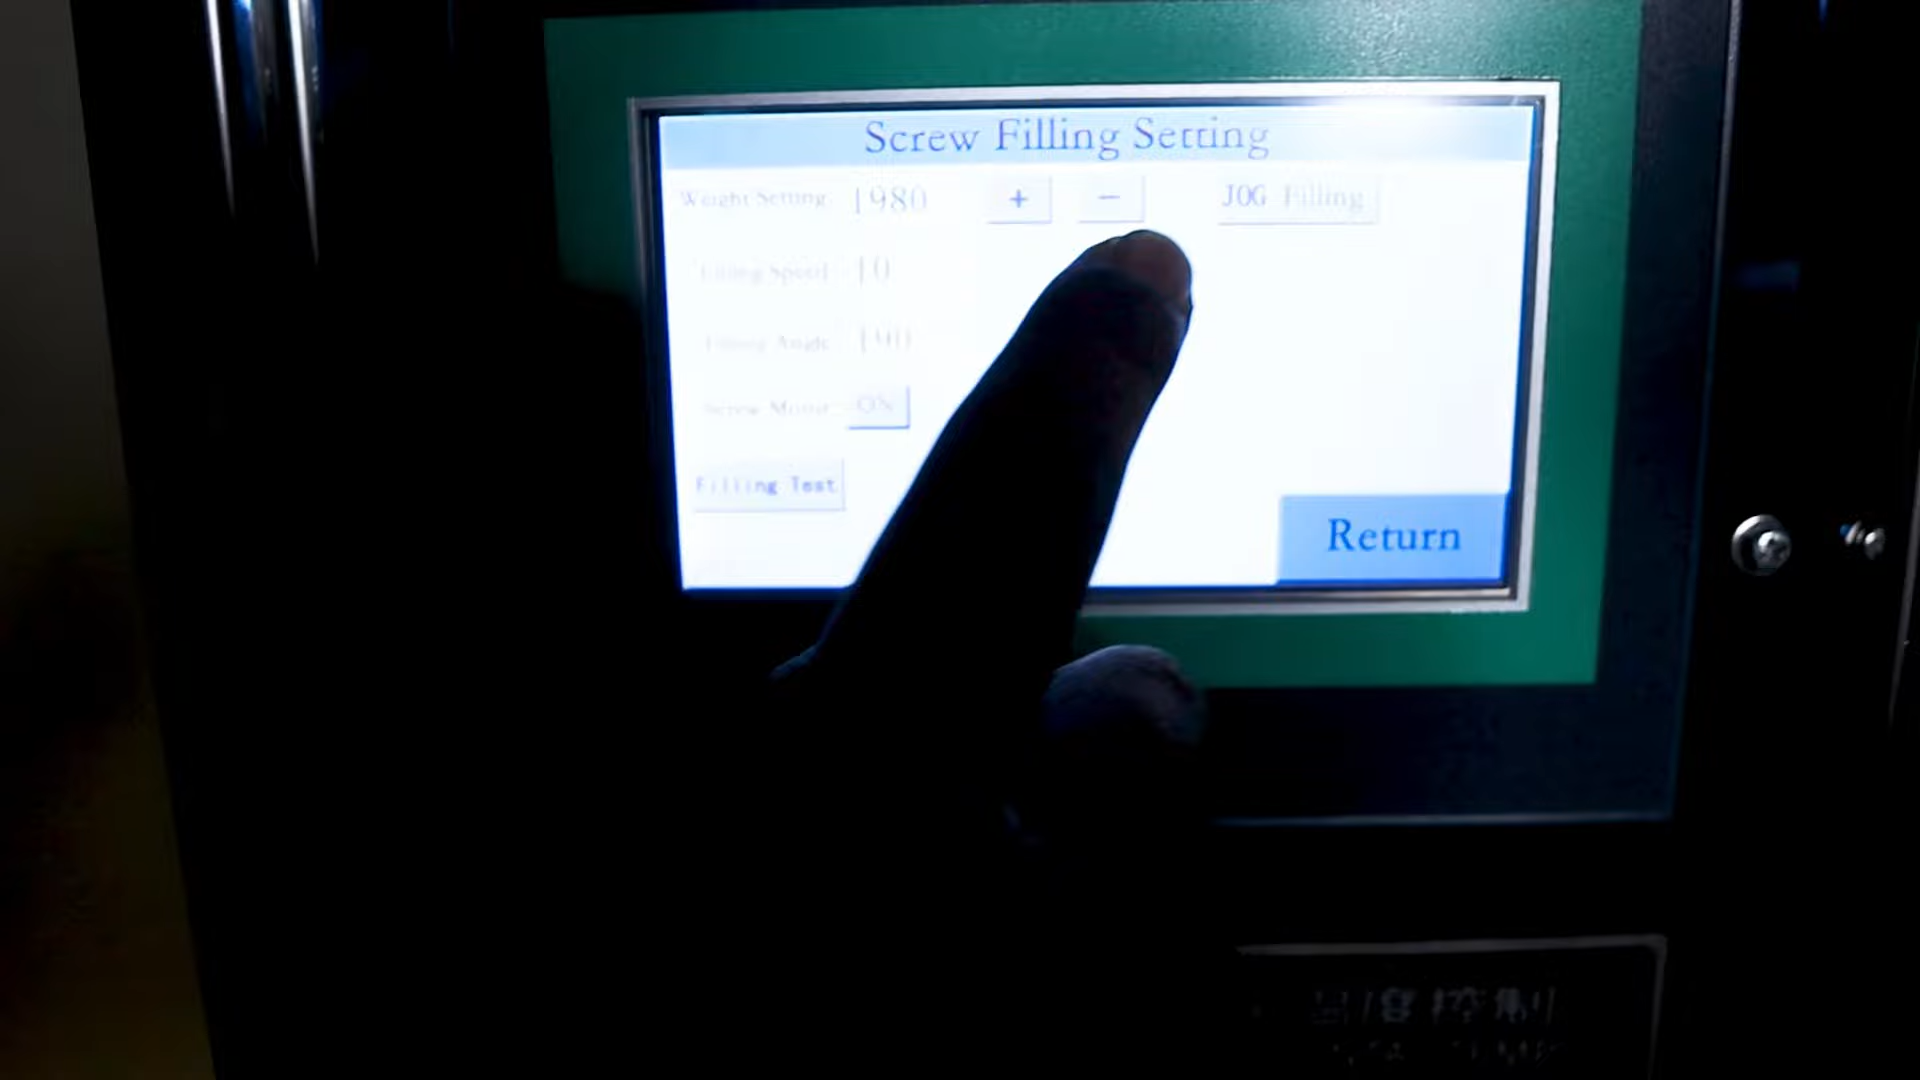 Screw Filling Setting
Weight Setting 1980 + - JOG Filling
Filling Speed 10
Filling Angle
Screw Motor ON
Filling Test
Return